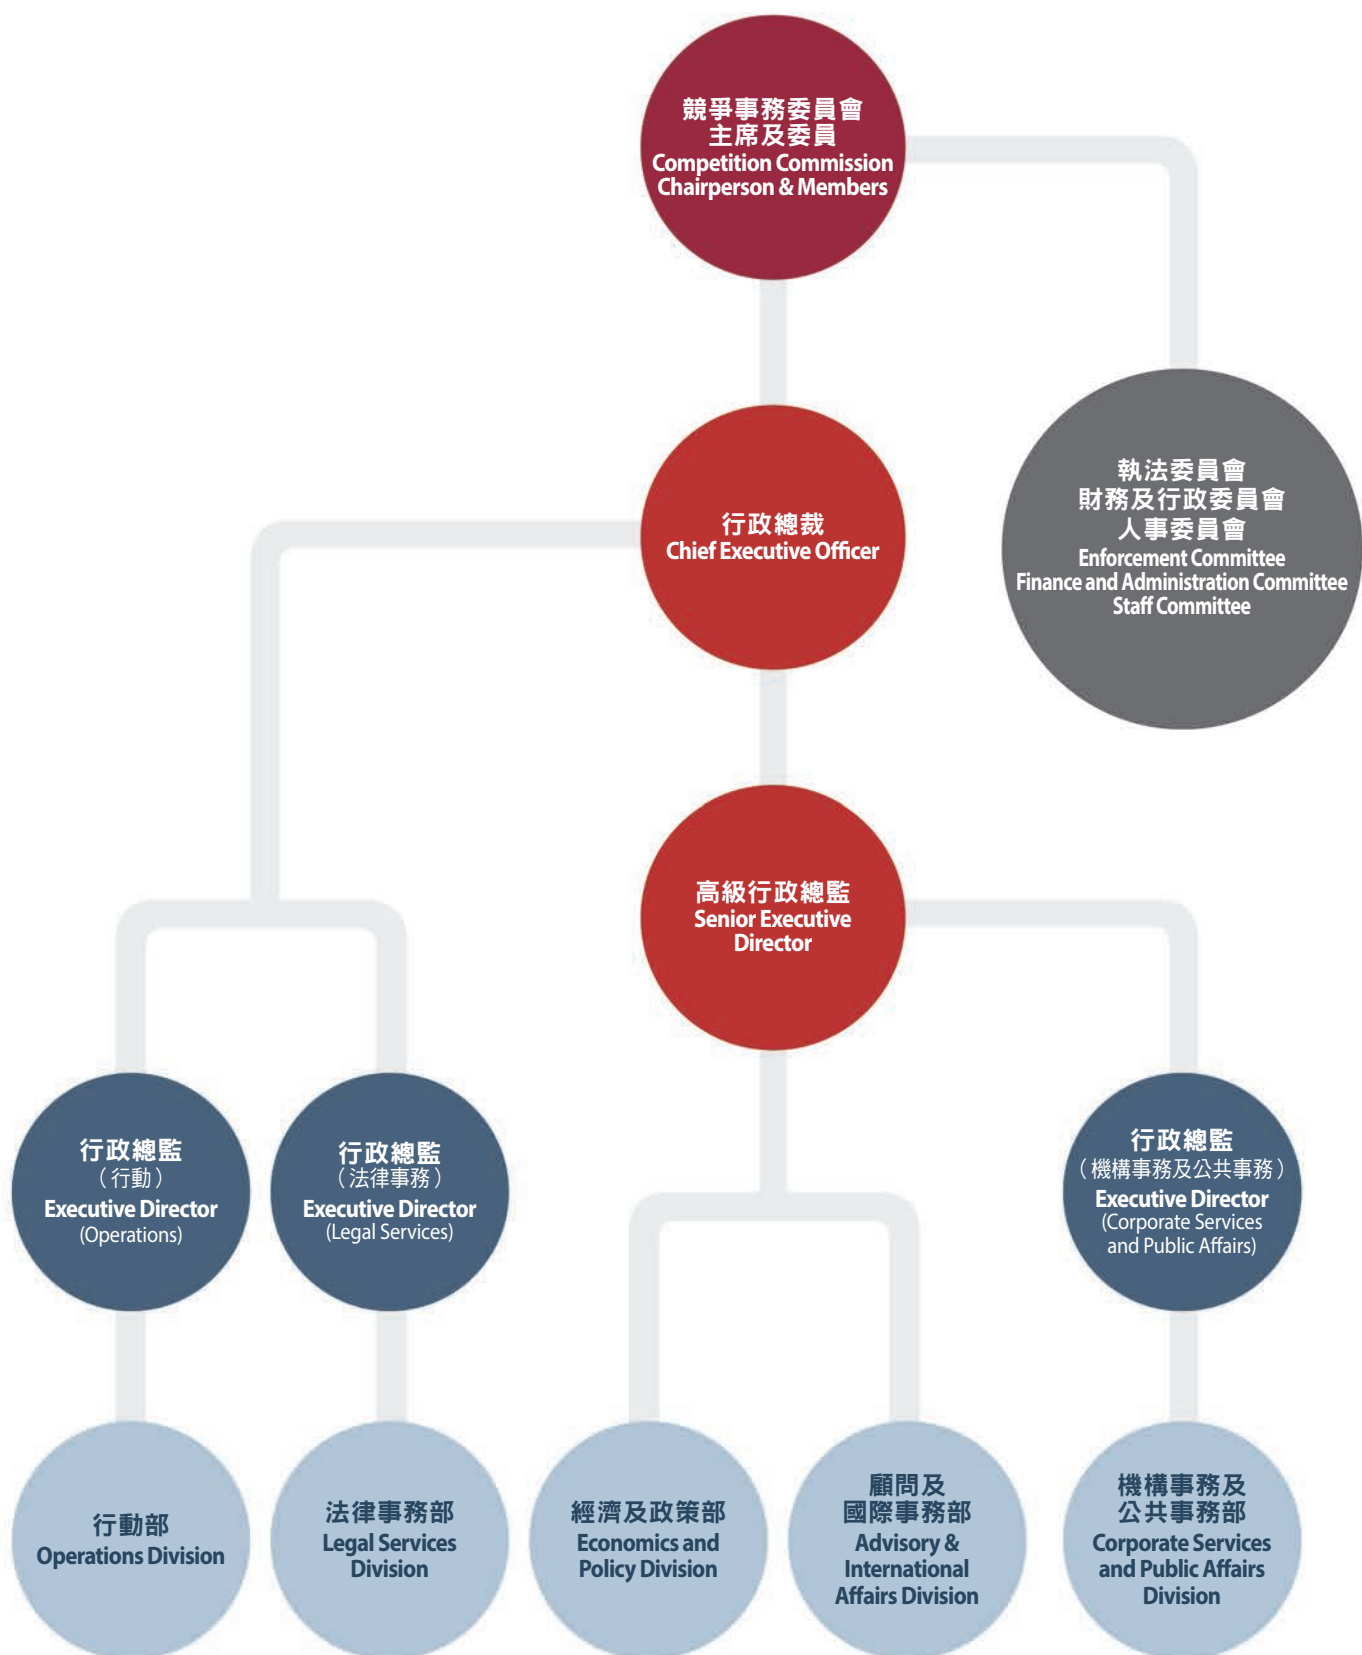 競爭事務委員會
主席及委員
Competition Commission
Chairperson & Members
執法委員會
財務及行政委員會
人事委員會
Enforcement Committee
Finance and Administration Committee
Staff Committee
行政總裁
Chief Executive Officer
高級行政總監
Senior Executive
Director
行政總監
（行動）
Executive Director
(Operations)
行政總監
（法律事務）
Executive Director
(Legal Services)
行政總監
（機構事務及公共事務）
Executive Director
(Corporate Services
and Public Affairs)
行動部
Operations Division
法律事務部
Legal Services
Division
經濟及政策部
Economics and
Policy Division
顧問及
國際事務部
Advisory &
International
Affairs Division
機構事務及
公共事務部
Corporate Services
and Public Affairs
Division